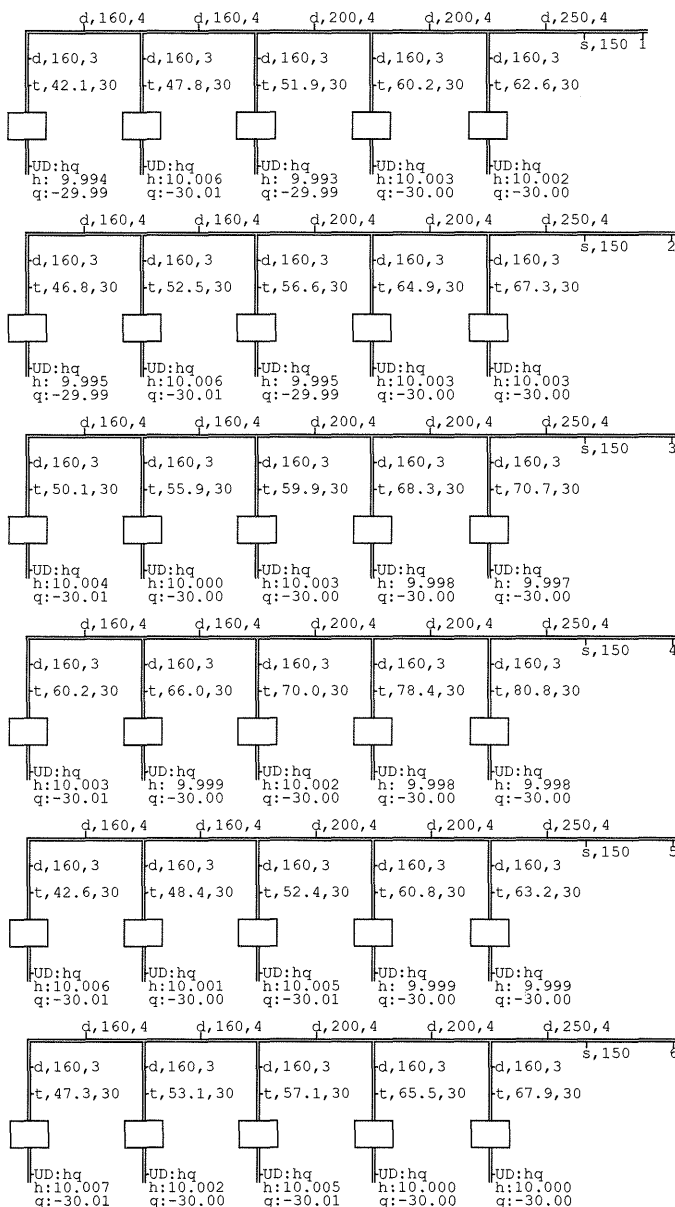 d,160,4 d,160,4 d,200,4 d,200,4 d,250,4
s,150 1
d,160,3 d,160,3 d,160,3 d,160,3 d,160,3
t,42.1,30 t,47.8,30 t,51.9,30 t,60.2,30 t,62.6,30
UD:hq UD:hq UD:hq UD:hq UD:hq
h: 9.994 h:10.006 h: 9.993 h:10.003 h:10.002
q:-29.99 q:-30.01 q:-29.99 q:-30.00 q:-30.00
d,160,4 d,160,4 d,200,4 d,200,4 d,250,4
s,150 2
d,160,3 d,160,3 d,160,3 d,160,3 d,160,3
t,46.8,30 t,52.5,30 t,56.6,30 t,64.9,30 t,67.3,30
UD:hq UD:hq UD:hq UD:hq UD:hq
h: 9.995 h:10.006 h: 9.995 h:10.003 h:10.003
q:-29.99 q:-30.01 q:-29.99 q:-30.00 q:-30.00
d,160,4 d,160,4 d,200,4 d,200,4 d,250,4
s,150 3
d,160,3 d,160,3 d,160,3 d,160,3 d,160,3
t,50.1,30 t,55.9,30 t,59.9,30 t,68.3,30 t,70.7,30
UD:hq UD:hq UD:hq UD:hq UD:hq
h:10.004 h:10.000 h:10.003 h: 9.998 h: 9.997
q:-30.01 q:-30.00 q:-30.00 q:-30.00 q:-30.00
d,160,4 d,160,4 d,200,4 d,200,4 d,250,4
s,150 4
d,160,3 d,160,3 d,160,3 d,160,3 d,160,3
t,60.2,30 t,66.0,30 t,70.0,30 t,78.4,30 t,80.8,30
UD:hq UD:hq UD:hq UD:hq UD:hq
h:10.003 h: 9.999 h:10.002 h: 9.998 h: 9.998
q:-30.01 q:-30.00 q:-30.00 q:-30.00 q:-30.00
d,160,4 d,160,4 d,200,4 d,200,4 d,250,4
s,150 5
d,160,3 d,160,3 d,160,3 d,160,3 d,160,3
t,42.6,30 t,48.4,30 t,52.4,30 t,60.8,30 t,63.2,30
UD:hq UD:hq UD:hq UD:hq UD:hq
h:10.006 h:10.001 h:10.005 h: 9.999 h: 9.999
q:-30.01 q:-30.00 q:-30.01 q:-30.00 q:-30.00
d,160,4 d,160,4 d,200,4 d,200,4 d,250,4
s,150 6
d,160,3 d,160,3 d,160,3 d,160,3 d,160,3
t,47.3,30 t,53.1,30 t,57.1,30 t,65.5,30 t,67.9,30
UD:hq UD:hq UD:hq UD:hq UD:hq
h:10.007 h:10.002 h:10.005 h:10.000 h:10.000
q:-30.01 q:-30.00 q:-30.01 q:-30.00 q:-30.00